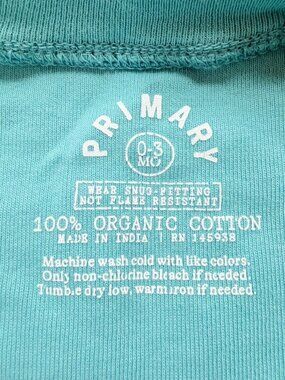 PRIMARY
0-3
MO
WEAR SNUG-FITTING
NOT FLAME RESISTANT
100% ORGANIC COTTON
MADE IN INDIA | RN 145938
Machine wash cold with like colors.
Only non-chlorine bleach if needed.
Tumble dry low, warm iron if needed